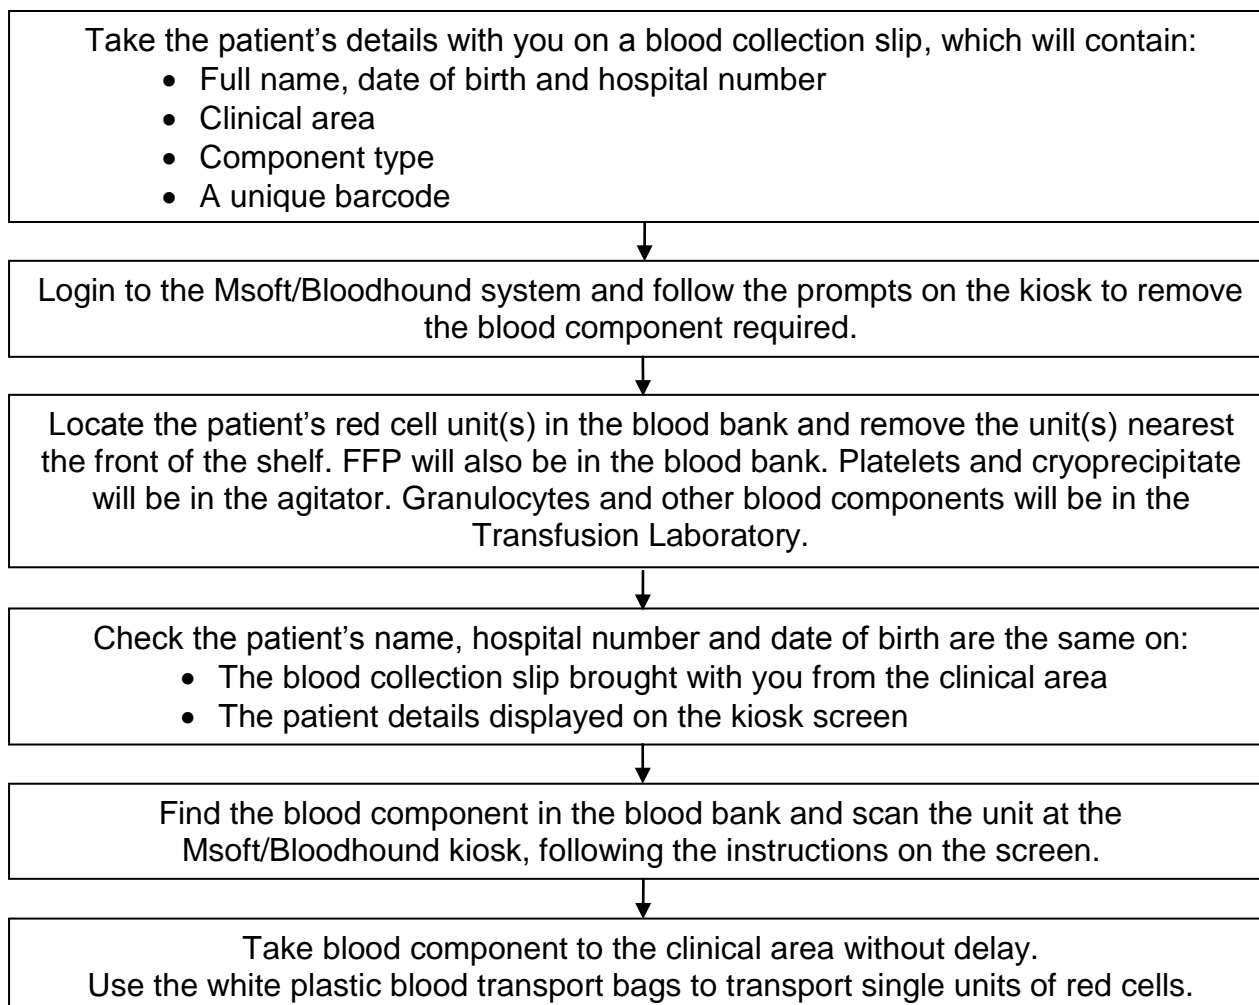 Take the patient’s details with you on a blood collection slip, which will contain:
• Full name, date of birth and hospital number
• Clinical area
• Component type
• A unique barcode
Login to the Msoft/Bloodhound system and follow the prompts on the kiosk to remove
the blood component required.
Locate the patient’s red cell unit(s) in the blood bank and remove the unit(s) nearest
the front of the shelf. FFP will also be in the blood bank. Platelets and cryoprecipitate
will be in the agitator. Granulocytes and other blood components will be in the
Transfusion Laboratory.
Check the patient’s name, hospital number and date of birth are the same on:
• The blood collection slip brought with you from the clinical area
• The patient details displayed on the kiosk screen
Find the blood component in the blood bank and scan the unit at the
Msoft/Bloodhound kiosk, following the instructions on the screen.
Take blood component to the clinical area without delay.
Use the white plastic blood transport bags to transport single units of red cells.